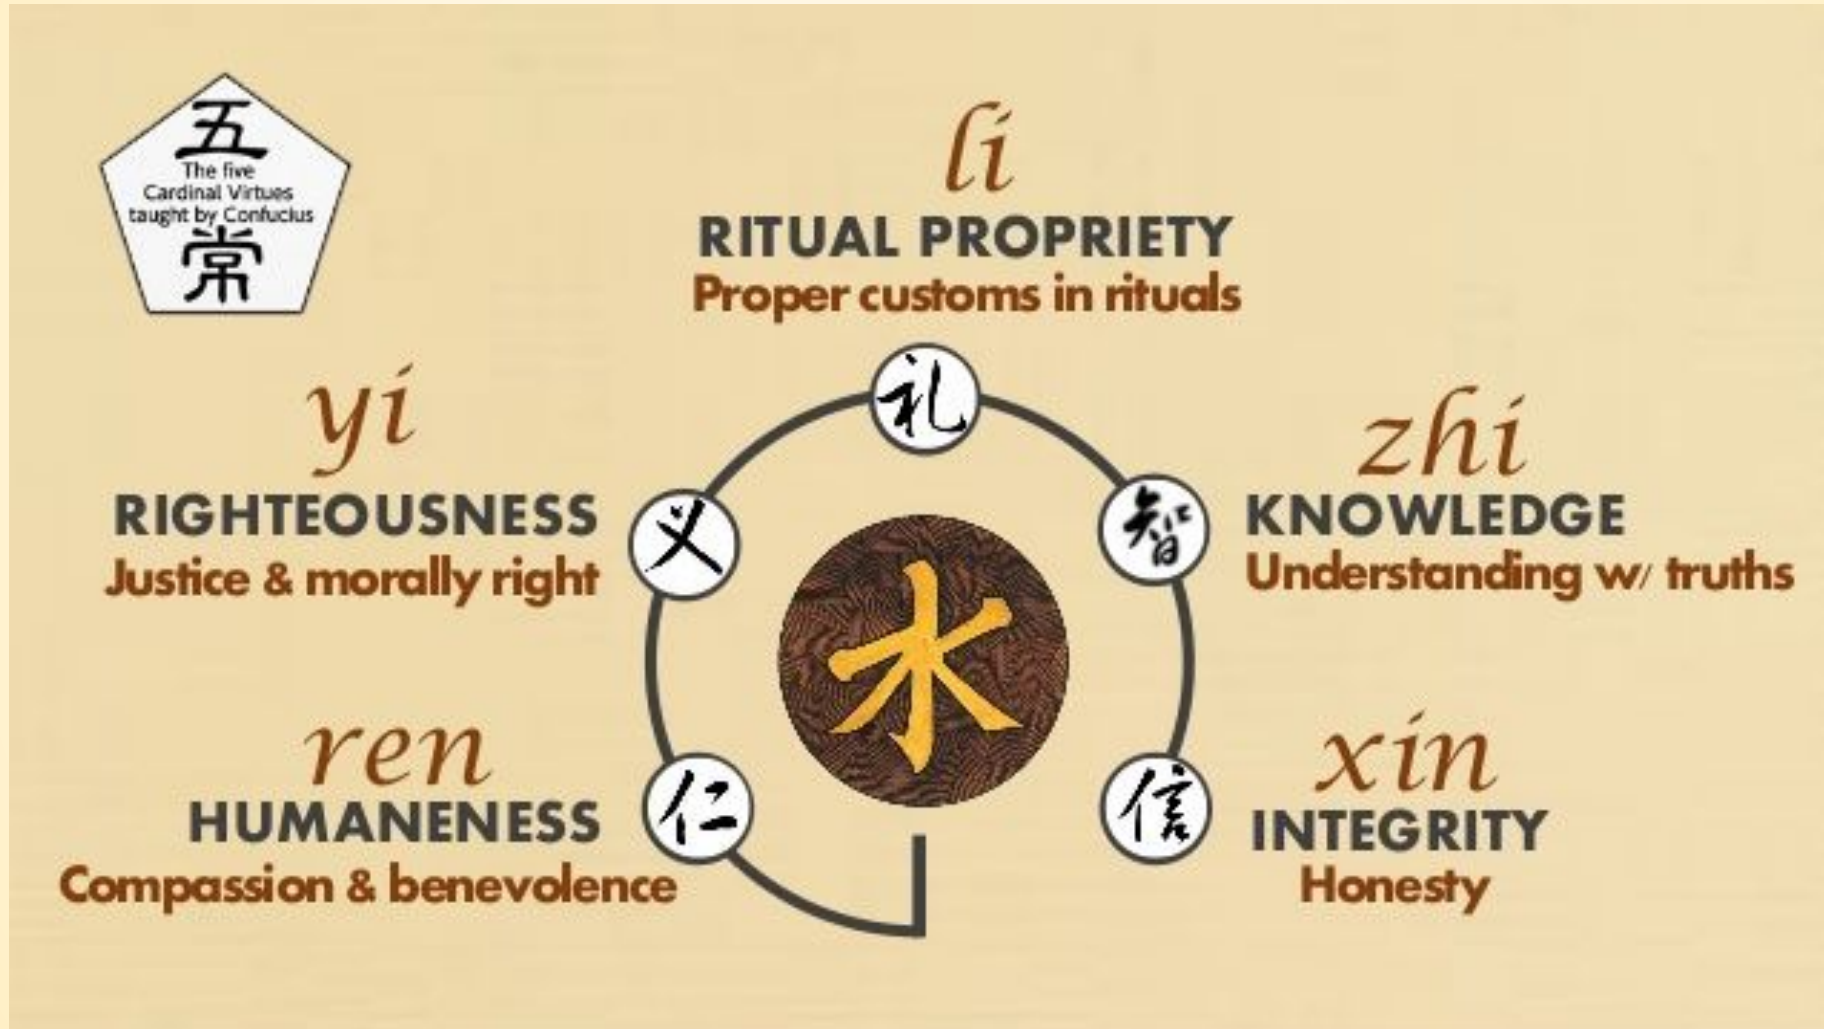 五
The five
Cardinal Virtues
taught by Confucius
常
li
RITUAL PROPRIETY
Proper customs in rituals
礼
yi
RIGHTEOUSNESS
Justice & morally right
义
zhi
KNOWLEDGE
Understanding w/ truths
智
水
ren
HUMANENESS
Compassion & benevolence
仁
xin
INTEGRITY
Honesty
信